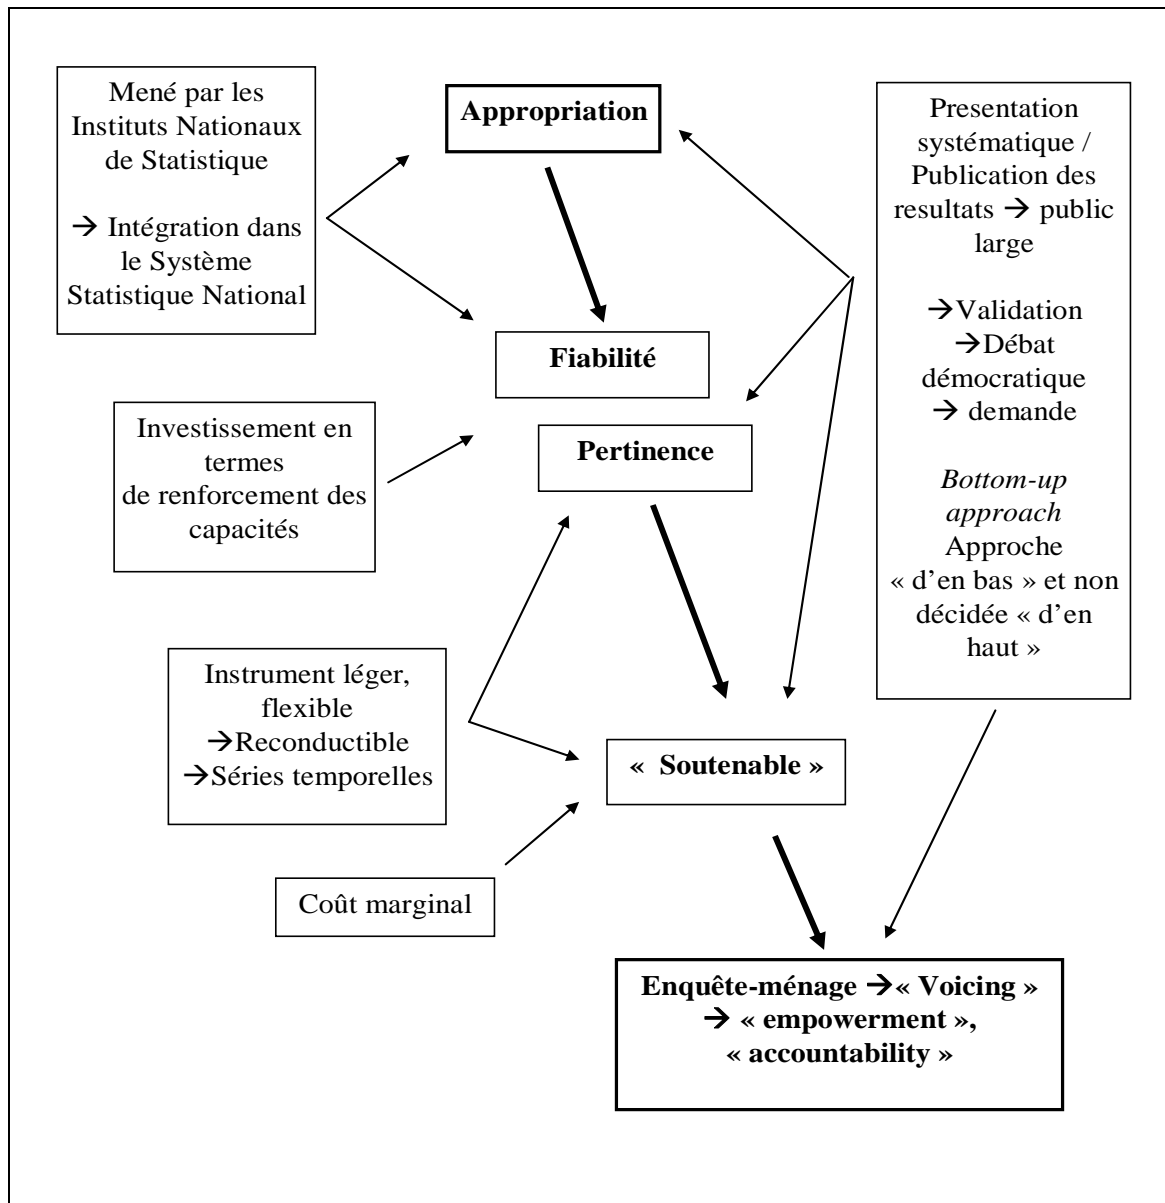 Mené par les
Instituts Nationaux
de Statistique
→ Intégration dans
le Système
Statistique National
Appropriation
Presentation
systématique /
Publication des
resultats → public
large
→Validation
→Débat
démocratique
→ demande
Bottom-up
approach
Approche
« d’en bas » et non
décidée « d’en
haut »
Fiabilité
Investissement en
termes
de renforcement des
capacités
Pertinence
Instrument léger,
flexible
→Reconductible
→Séries temporelles
« Soutenable »
Coût marginal
Enquête-ménage →« Voicing »
→ « empowerment »,
« accountability »